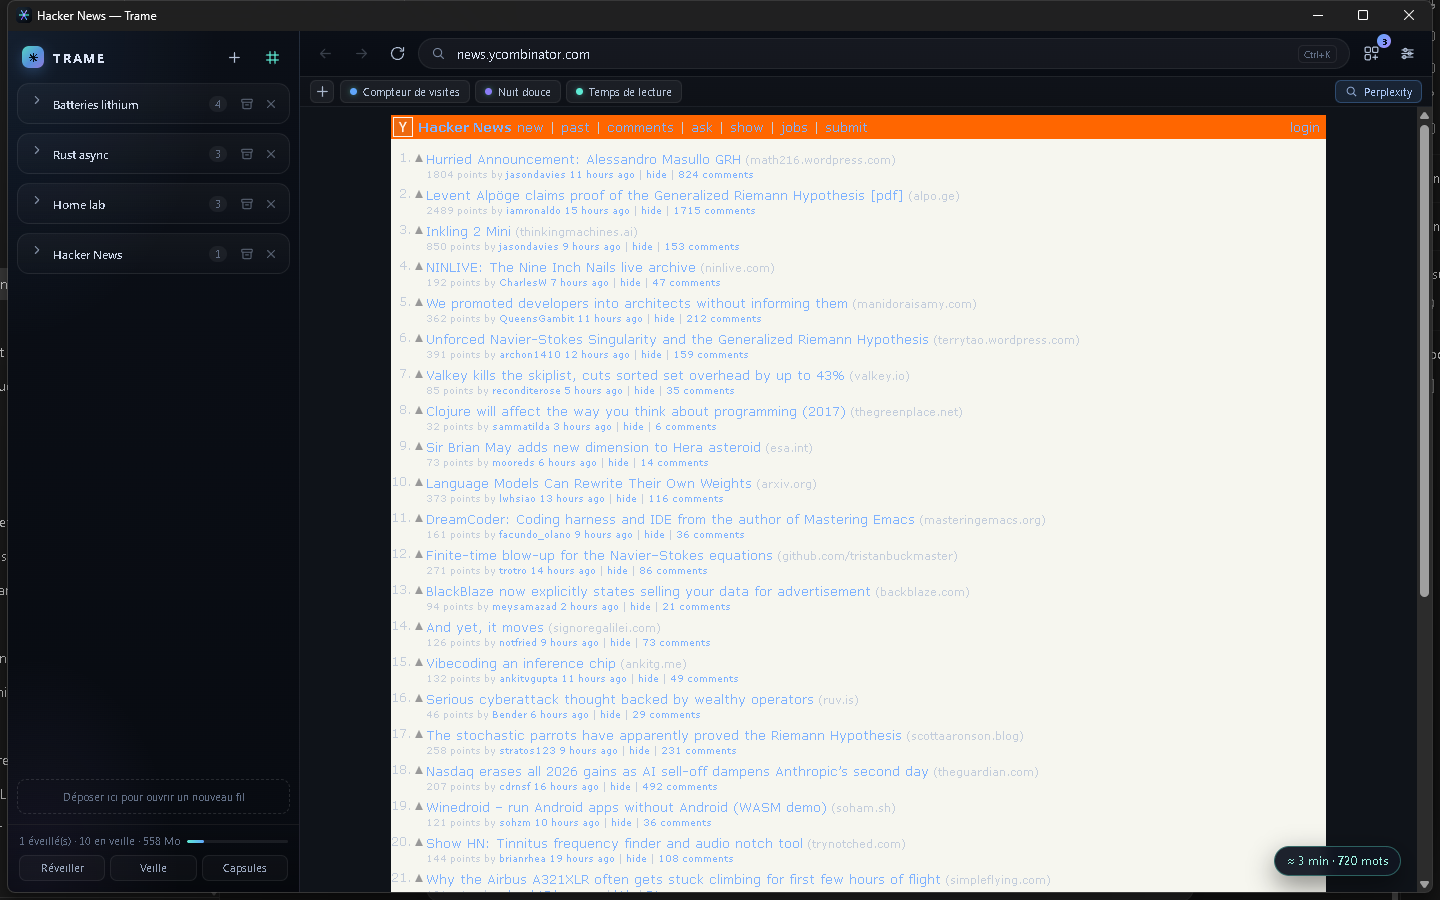 Hacker News — Trame
TRAME
Batteries lithium 4
Rust async 3
Home lab 3
Hacker News 1
Déposer ici pour ouvrir un nouveau fil
1 éveillé(s) · 10 en veille · 558 Mo
Réveiller Veille Capsules
news.ycombinator.com Ctrl+K 3
Compteur de visites Nuit douce Temps de lecture Perplexity
Y Hacker News new | past | comments | ask | show | jobs | submit login
1. Hurried Announcement: Alessandro Masullo GRH (math216.wordpress.com)
1804 points by jasondavies 11 hours ago | hide | 824 comments
2. Levent Alpöge claims proof of the Generalized Riemann Hypothesis [pdf] (alpo.ge)
2489 points by iamronaldo 15 hours ago | hide | 1715 comments
3. Inkling 2 Mini (thinkingmachines.ai)
850 points by jasondavies 9 hours ago | hide | 153 comments
4. NINLIVE: The Nine Inch Nails live archive (ninlive.com)
192 points by CharlesW 7 hours ago | hide | 47 comments
5. We promoted developers into architects without informing them (manidoraisamy.com)
362 points by QueensGambit 11 hours ago | hide | 212 comments
6. Unforced Navier–Stokes Singularity and the Generalized Riemann Hypothesis (terrytao.wordpress.com)
391 points by archon1410 12 hours ago | hide | 159 comments
7. Valkey kills the skiplist, cuts sorted set overhead by up to 43% (valkey.io)
85 points by reconditerose 5 hours ago | hide | 35 comments
8. Clojure will affect the way you think about programming (2017) (thegreenplace.net)
32 points by sammatilda 3 hours ago | hide | 6 comments
9. Sir Brian May adds new dimension to Hera asteroid (esa.int)
73 points by mooreds 6 hours ago | hide | 14 comments
10. Language Models Can Rewrite Their Own Weights (arxiv.org)
373 points by lwhsiao 13 hours ago | hide | 116 comments
11. DreamCoder: Coding harness and IDE from the author of Mastering Emacs (masteringemacs.org)
161 points by facundo_olano 9 hours ago | hide | 36 comments
12. Finite-time blow-up for the Navier–Stokes equations (github.com/tristanbuckmaster)
271 points by trotro 14 hours ago | hide | 86 comments
13. BlackBlaze now explicitly states selling your data for advertisement (backblaze.com)
94 points by meysamazad 2 hours ago | hide | 21 comments
14. And yet, it moves (signoregalilei.com)
126 points by notfried 9 hours ago | hide | 73 comments
15. Vibecoding an inference chip (ankitg.me)
132 points by ankitvgupta 11 hours ago | hide | 49 comments
16. Serious cyberattack thought backed by wealthy operators (ruv.is)
46 points by Bender 6 hours ago | hide | 29 comments
17. The stochastic parrots have apparently proved the Riemann Hypothesis (scottaaronson.blog)
258 points by stratos123 9 hours ago | hide | 231 comments
18. Nasdaq erases all 2026 gains as AI sell-off dampens Anthropic's second day (theguardian.com)
207 points by cdrnsf 16 hours ago | hide | 492 comments
19. Winedroid – run Android apps without Android (WASM demo) (soham.sh)
121 points by sohzm 10 hours ago | hide | 36 comments
20. Show HN: Tinnitus frequency finder and audio notch tool (trynotched.com)
144 points by brianrhea 19 hours ago | hide | 108 comments
21. Why the Airbus A321XLR often gets stuck climbing for first few hours of flight (simpleflying.com)
≈ 3 min · 720 mots